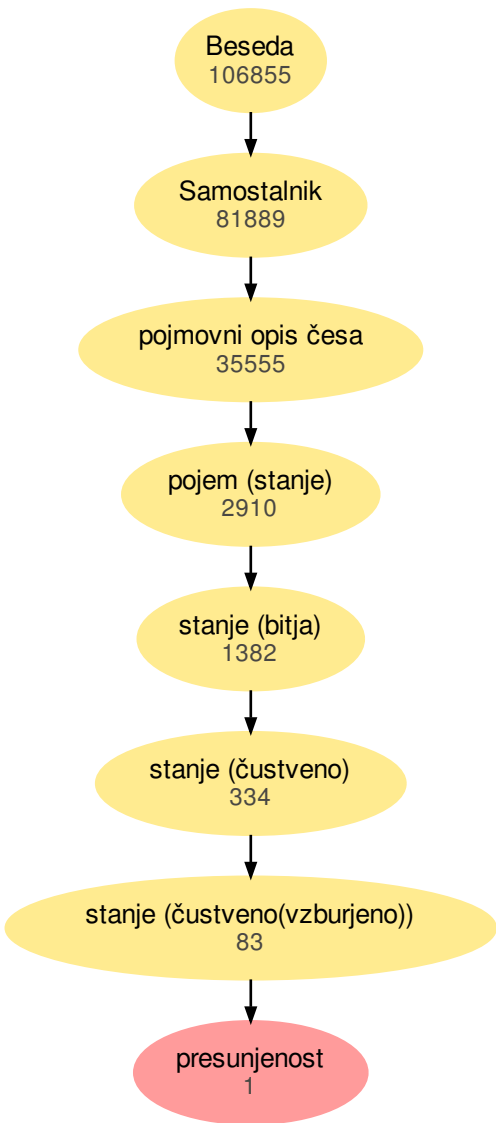 Beseda
106855
Samostalnik
81889
pojmovni opis česa
35555
pojem (stanje)
2910
stanje (bitja)
1382
stanje (čustveno)
334
stanje (čustveno(vzburjeno))
83
presunjenost
1